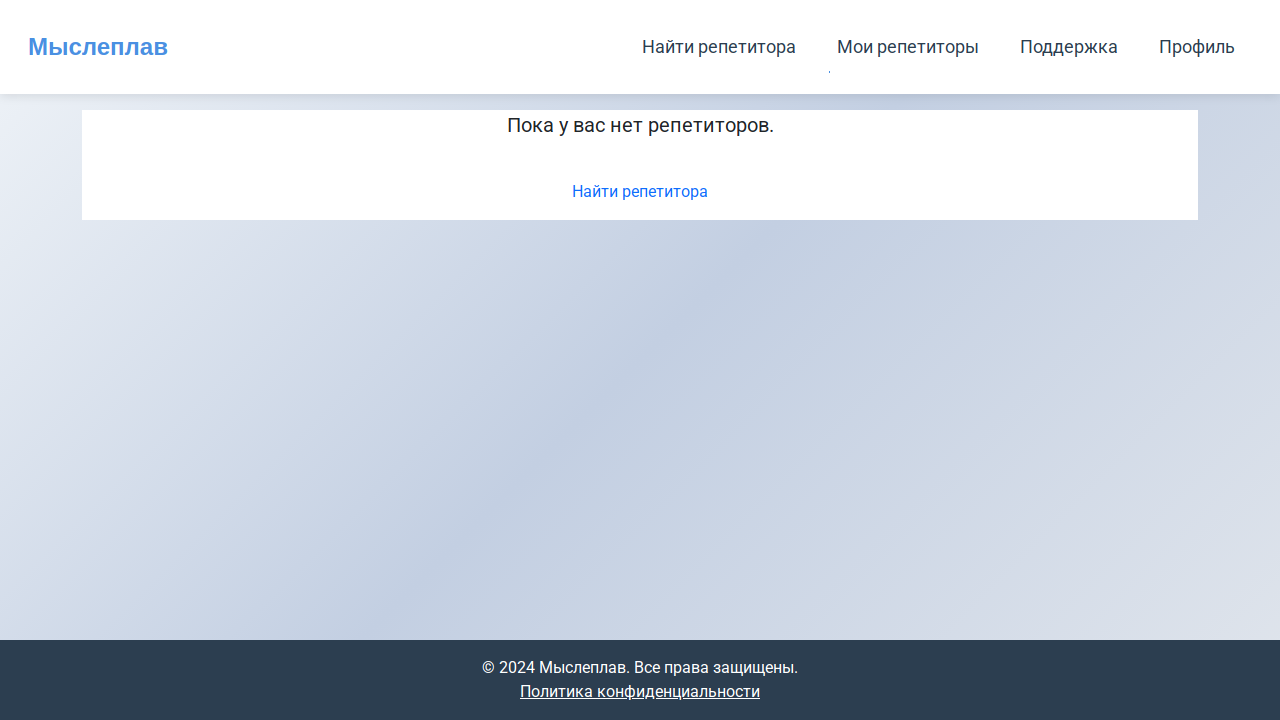 Мыслеплав
Найти репетитора
Мои репетиторы
Поддержка
Профиль
Пока у вас нет репетиторов.
Найти репетитора
© 2024 Мыслеплав. Все права защищены.
Политика конфиденциальности